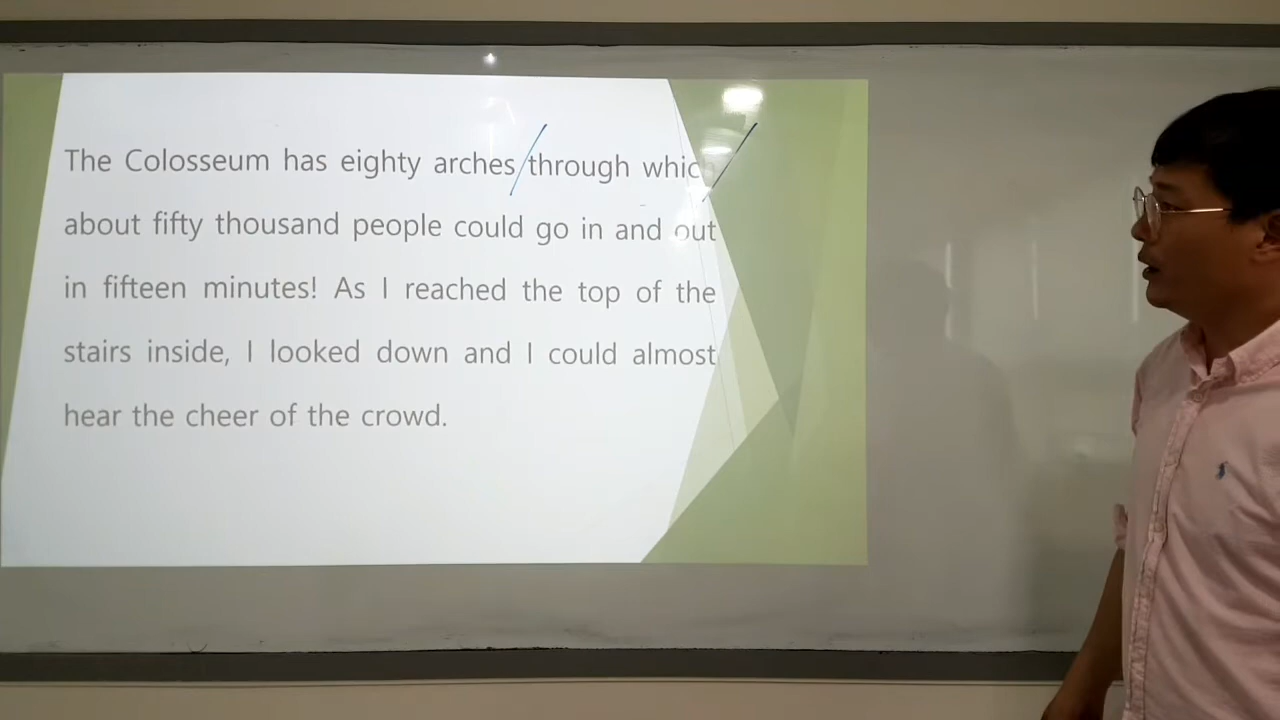 The Colosseum has eighty arches through which
about fifty thousand people could go in and out
in fifteen minutes! As I reached the top of the
stairs inside, I looked down and I could almost
hear the cheer of the crowd.